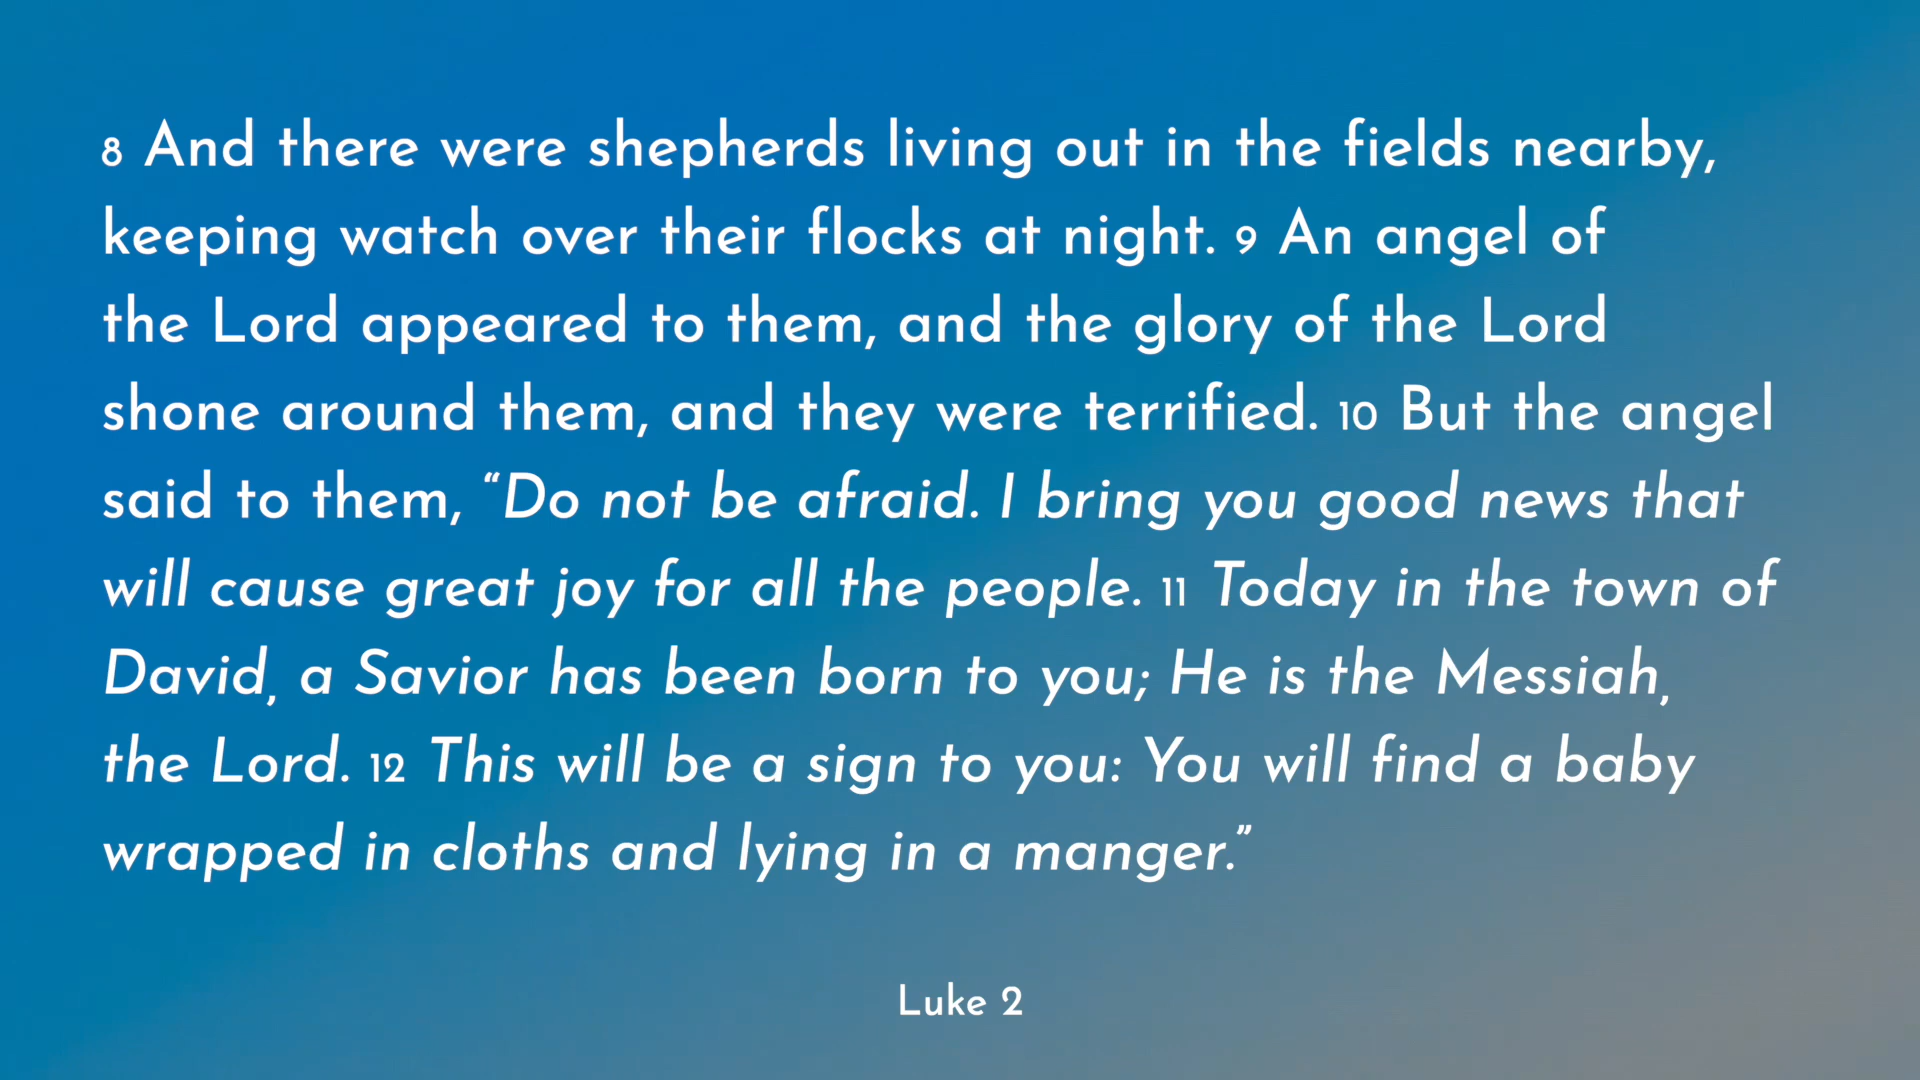 8 And there were shepherds living out in the fields nearby,
keeping watch over their flocks at night. 9 An angel of
the Lord appeared to them, and the glory of the Lord
shone around them, and they were terrified. 10 But the angel
said to them, “Do not be afraid. I bring you good news that
will cause great joy for all the people. 11 Today in the town of
David, a Savior has been born to you; He is the Messiah,
the Lord. 12 This will be a sign to you: You will find a baby
wrapped in cloths and lying in a manger.”
Luke 2